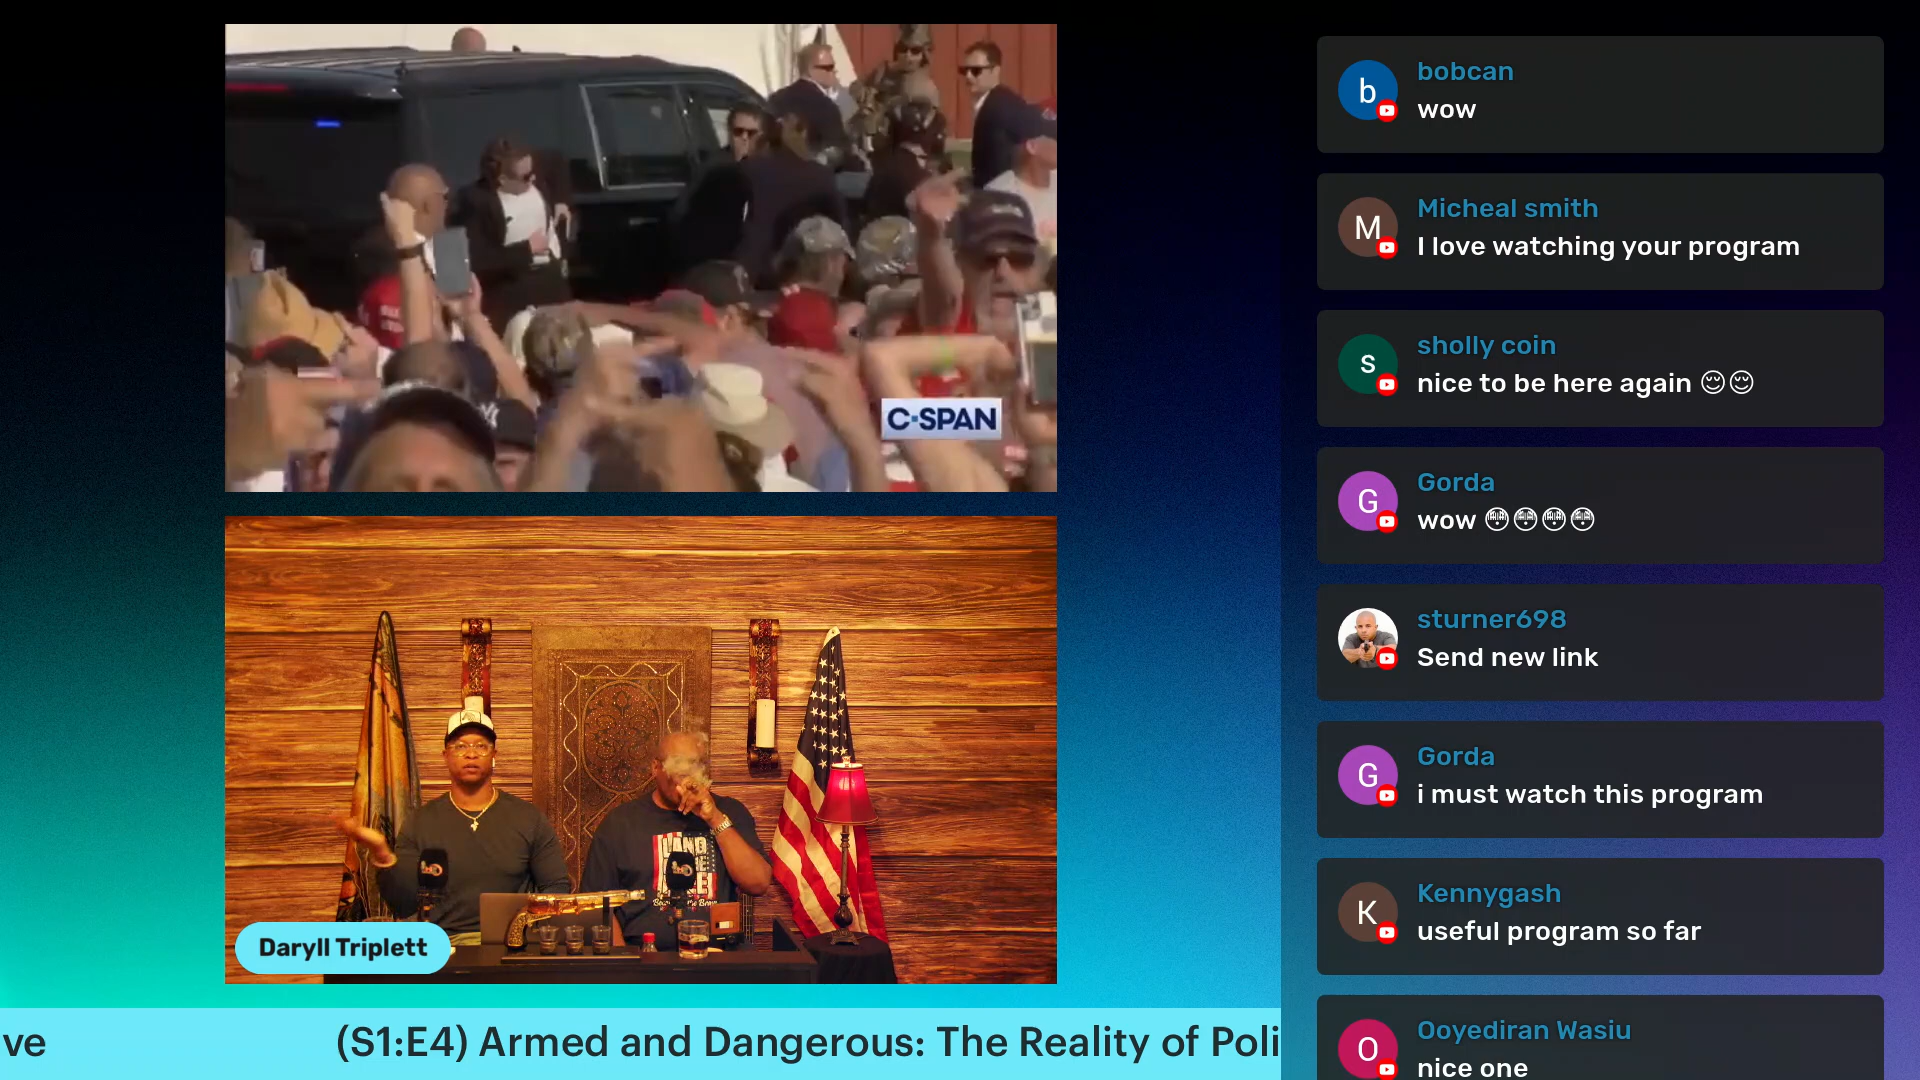 C-SPAN
Daryll Triplett
ve
(S1:E4) Armed and Dangerous: The Reality of Poli
b
bobcan
wow
M
Micheal smith
I love watching your program
s
sholly coin
nice to be here again 😌😌
G
Gorda
wow 😳😳😳😳
sturner698
Send new link
G
Gorda
i must watch this program
K
Kennygash
useful program so far
O
Ooyediran Wasiu
nice one